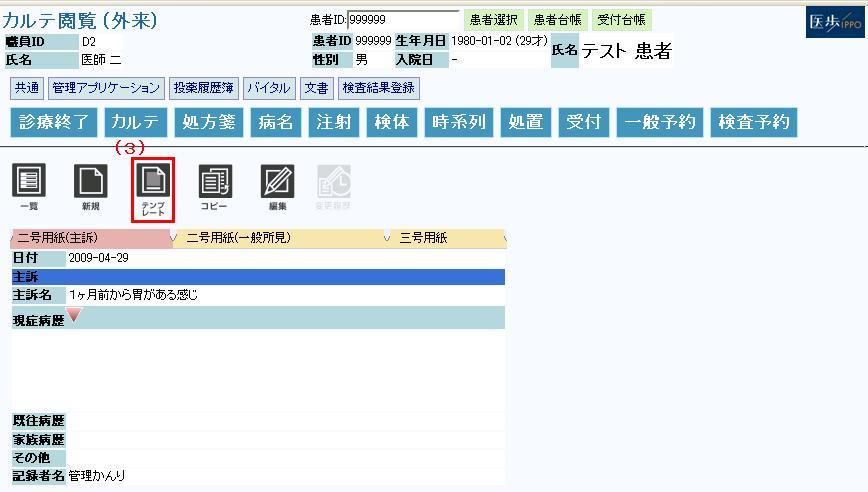 カルテ閲覧(外来)
患者ID:999999 患者選択 患者台帳 受付台帳
医歩iPPO
職員ID D2
氏名 医師 二
患者ID 999999 生年月日 1980-01-02 (29才) 氏名 テスト 患者
性別 男 入院日 -
共通 管理アプリケーション 投薬履歴簿 バイタル 文書 検査結果登録
診療終了 カルテ 処方箋 病名 注射 検体 時系列 処置 受付 一般予約 検査予約
(3)
一覧 新規 テンプ
レート コピー 編集 変更履歴
二号用紙(主訴) 二号用紙(一般所見) 三号用紙
日付 2009-04-29
主訴
主訴名 1ヶ月前から胃がある感じ
現症病歴
既往病歴
家族病歴
その他
記録者名 管理かんり